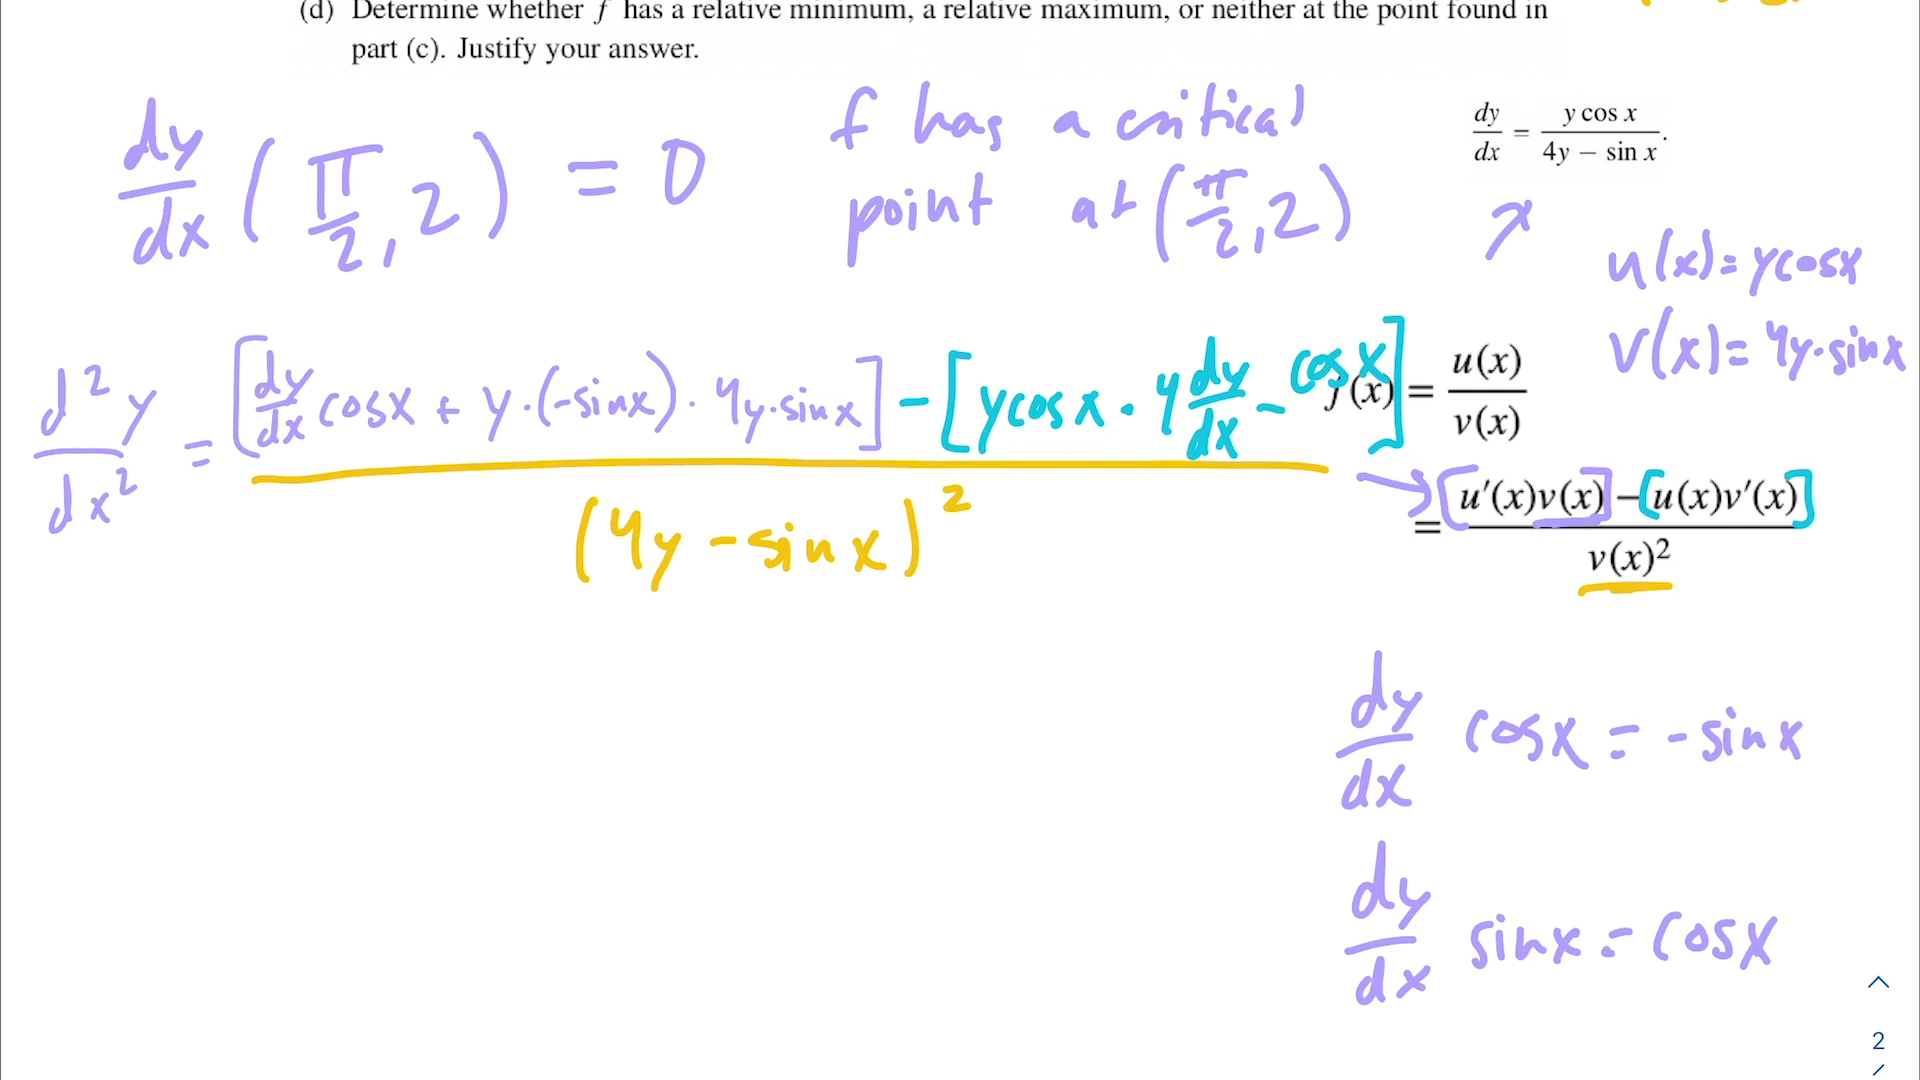 (d) Determine whether f has a relative minimum, a relative maximum, or neither at the point found in
part (c). Justify your answer.
dy/dx (π/2, 2) = 0
f has a critical
point at (π/2, 2)
dy/dx = y cos x / 4y − sin x.
u(x) = ycosx
v(x) = 4y-sinx
d²y/dx² = [dy/dx cosx + y·(-sinx) · 4y-sinx] - [ycosx · 4 dy/dx - cosx] / (4y - sinx)²
f(x) = u(x)/v(x)
= [u′(x)v(x)] − [u(x)v′(x)] / v(x)²
dy/dx cosx = -sinx
dy/dx sinx = cosx
2